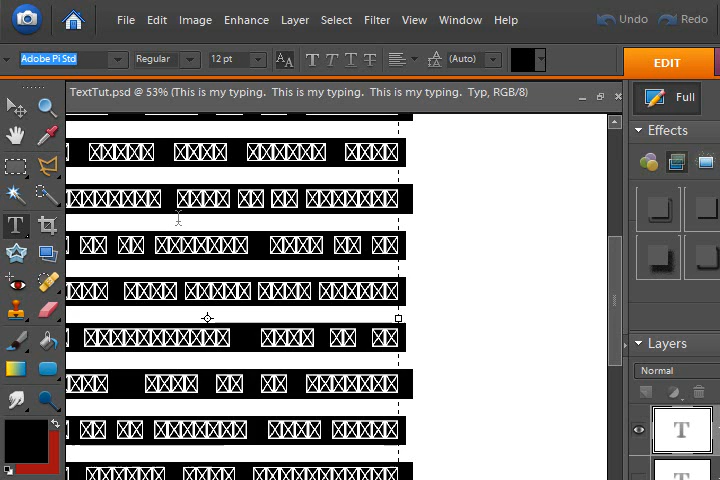 File Edit Image Enhance Layer Select Filter View Window Help Undo Redo
Adobe Pi Std Regular 12 pt AA T T T T (Auto) EDIT
TextTut.psd @ 53% (This is my typing. This is my typing. This is my typing. Typ, RGB/8)
Full
Effects
T
Layers
Normal
T